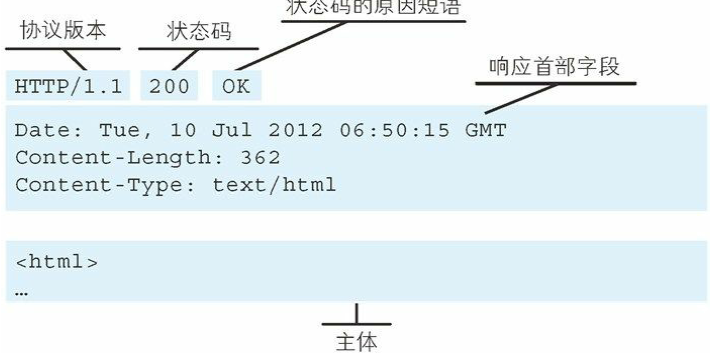 状态码的原因短语
协议版本 状态码
响应首部字段
HTTP/1.1 200 OK
Date: Tue, 10 Jul 2012 06:50:15 GMT
Content-Length: 362
Content-Type: text/html
<html>
…
主体